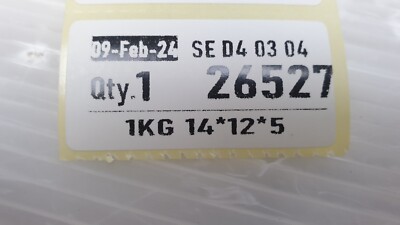 09-Feb-24 SE D4 03 04
Qty.1 26527
1KG 14*12*5